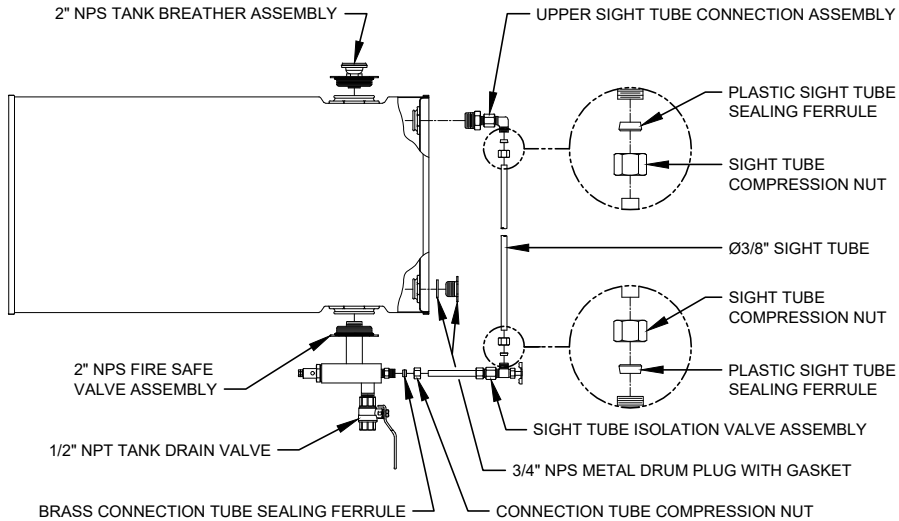 2" NPS TANK BREATHER ASSEMBLY
UPPER SIGHT TUBE CONNECTION ASSEMBLY
PLASTIC SIGHT TUBE
SEALING FERRULE
SIGHT TUBE
COMPRESSION NUT
Ø3/8" SIGHT TUBE
SIGHT TUBE
COMPRESSION NUT
PLASTIC SIGHT TUBE
SEALING FERRULE
2" NPS FIRE SAFE
VALVE ASSEMBLY
SIGHT TUBE ISOLATION VALVE ASSEMBLY
1/2" NPT TANK DRAIN VALVE
3/4" NPS METAL DRUM PLUG WITH GASKET
BRASS CONNECTION TUBE SEALING FERRULE
CONNECTION TUBE COMPRESSION NUT